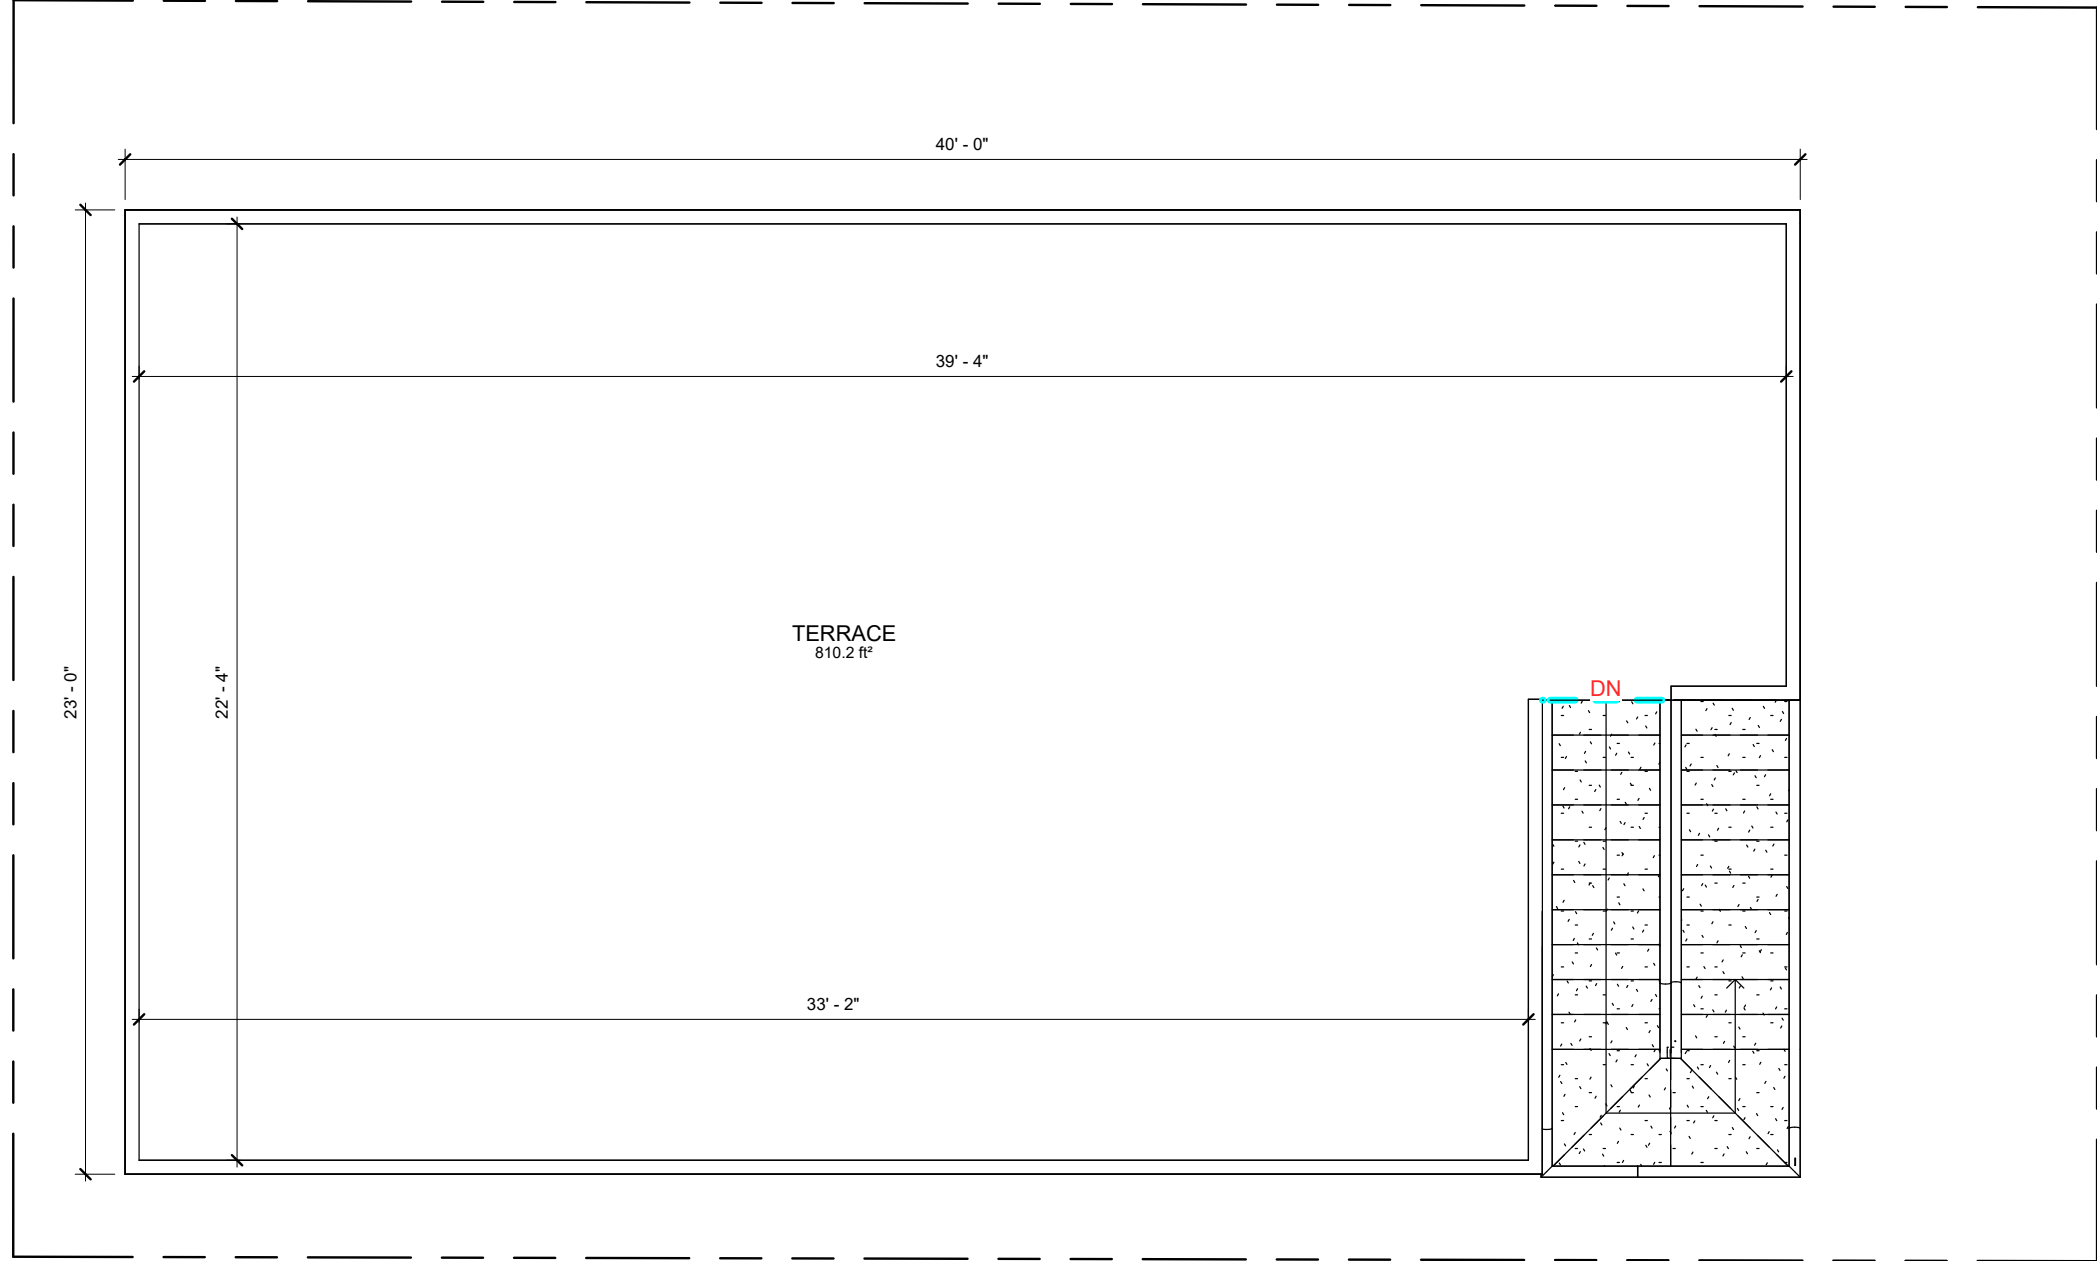 40' - 0"
39' - 4"
TERRACE
810.2 ft²
23' - 0"
22' - 4"
DN
33' - 2"